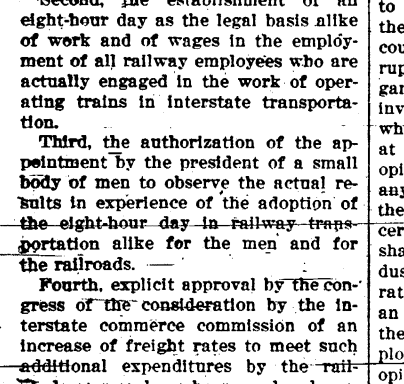 Second, the establishment of an
eight-hour day as the legal basis alike
of work and of wages in the employ-
ment of all railway employees who are
actually engaged in the work of oper-
ating trains in interstate transporta-
tion.
Third, the authorization of the ap-
pointment by the president of a small
body of men to observe the actual re-
sults in experience of the adoption of
the eight-hour day in railway trans-
portation alike for the men and for
the railroads.
Fourth, explicit approval by the con-
gress of the consideration by the in-
terstate commerce commission of an
increase of freight rates to meet such
additional expenditures by the rail-
to
the
cou
rup
gar
inv
wh
at
opi
any
the
cer
sha
dus
rat
an
the
plo
opi